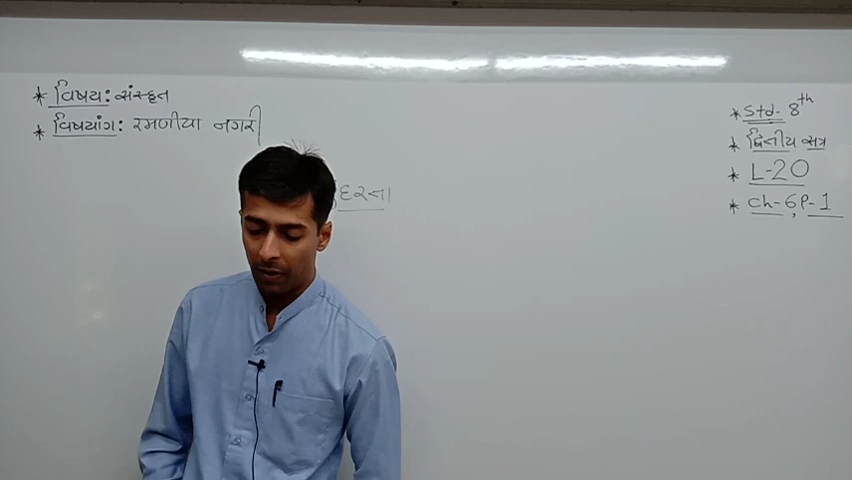 * વિષય: સંસ્કૃત
* વિષયાંગ: રમણીયા નગરી
* Std- 8th
* દ્વિતીય સત્ર
* L-20
* Ch-6, P-1